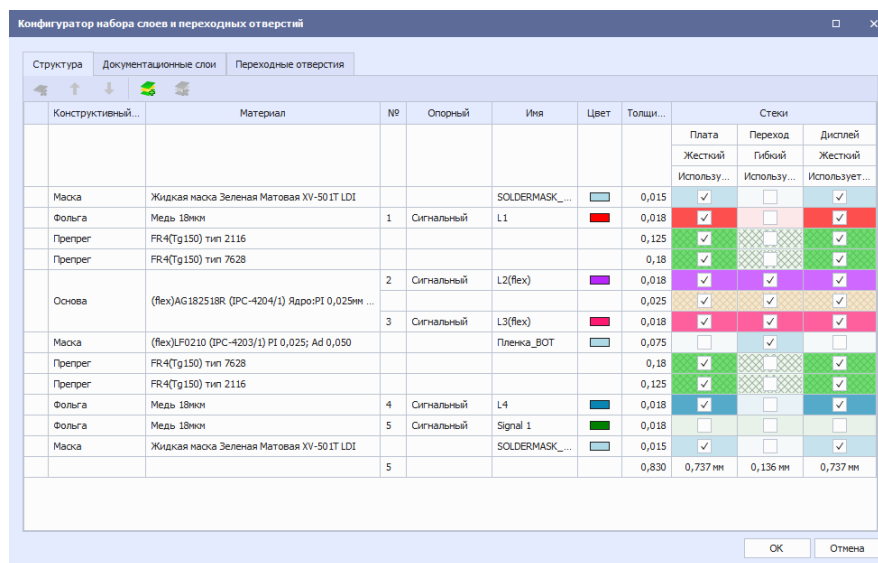 Конфигуратор набора слоев и переходных отверстий
Структура Документационные слои Переходные отверстия
Конструктивный... Материал № Опорный Имя Цвет Толщи... Стеки
Плата Переход Дисплей
Жесткий Гибкий Жесткий
Использу... Использу... Использует...
Маска Жидкая маска Зеленая Матовая XV-501T LDI SOLDERMASK_... 0,015
Фольга Медь 18мкм 1 Сигнальный L1 0,018
Препрег FR4(Tg150) тип 2116 0,125
Препрег FR4(Tg150) тип 7628 0,18
2 Сигнальный L2(flex) 0,018
Основа (flex)AG182518R (IPC-4204/1) Ядро:PI 0,025мм ... 0,025
3 Сигнальный L3(flex) 0,018
Маска (flex)LF0210 (IPC-4203/1) PI 0,025; Ad 0,050 Пленка_BOT 0,075
Препрег FR4(Tg150) тип 7628 0,18
Препрег FR4(Tg150) тип 2116 0,125
Фольга Медь 18мкм 4 Сигнальный L4 0,018
Фольга Медь 18мкм 5 Сигнальный Signal 1 0,018
Маска Жидкая маска Зеленая Матовая XV-501T LDI SOLDERMASK_... 0,015
5 0,830 0,737 мм 0,136 мм 0,737 мм
OK Отмена